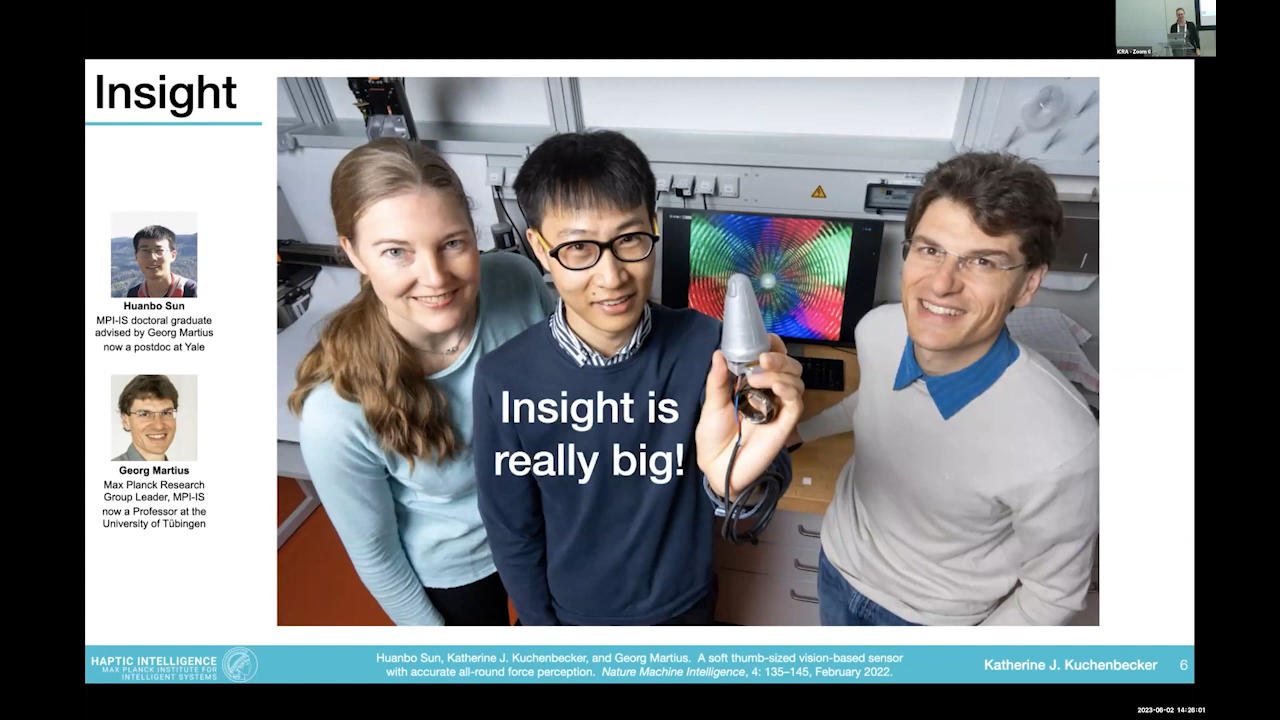 ICRA - Zoom 6
Insight
Huanbo Sun
MPI-IS doctoral graduate
advised by Georg Martius
now a postdoc at Yale
Georg Martius
Max Planck Research
Group Leader, MPI-IS
now a Professor at the
University of Tübingen
Insight is
really big!
HAPTIC INTELLIGENCE
MAX PLANCK INSTITUTE FOR
INTELLIGENT SYSTEMS
Huanbo Sun, Katherine J. Kuchenbecker, and Georg Martius. A soft thumb-sized vision-based sensor
with accurate all-round force perception. Nature Machine Intelligence, 4: 135–145, February 2022.
Katherine J. Kuchenbecker 6
2023-06-02 14:26:01